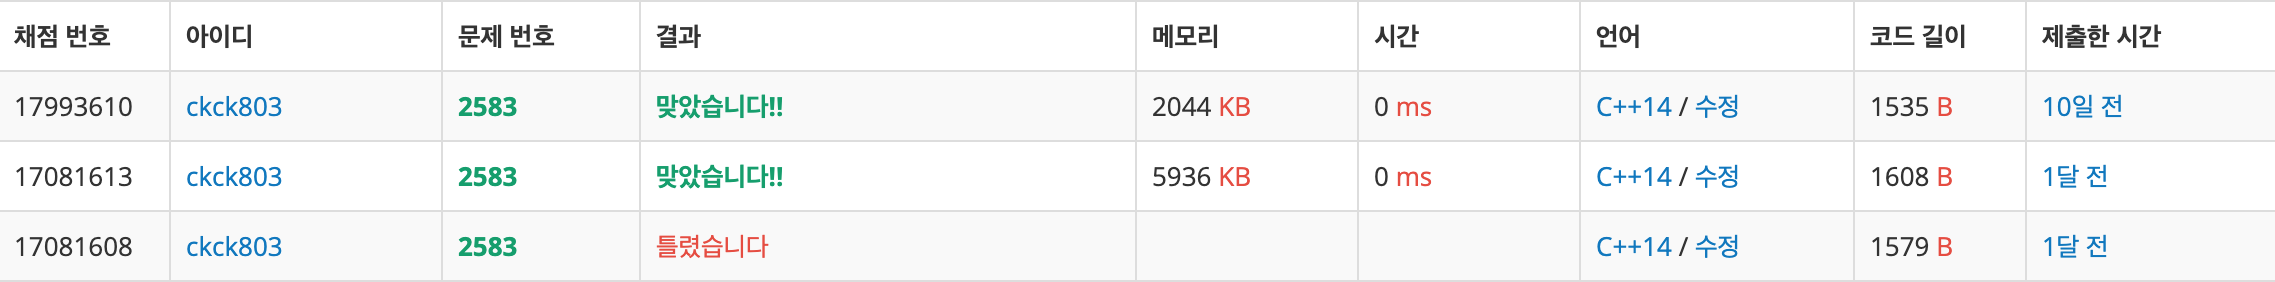 채점 번호 아이디 문제 번호 결과 메모리 시간 언어 코드 길이 제출한 시간
17993610 ckck803 2583 맞았습니다!! 2044 KB 0 ms C++14 / 수정 1535 B 10일 전
17081613 ckck803 2583 맞았습니다!! 5936 KB 0 ms C++14 / 수정 1608 B 1달 전
17081608 ckck803 2583 틀렸습니다 C++14 / 수정 1579 B 1달 전